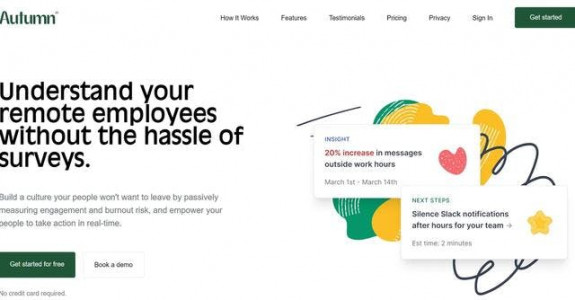 Autumn
How It Works
Features
Testimonials
Pricing
Privacy
Sign In
Get started
Understand your
remote employees
without the hassle of
surveys.
Build a culture your people won't want to leave by passively
measuring engagement and burnout risk, and empower your
people to take action in real-time.
Get started for free
Book a demo
No credit card required.
INSIGHT
20% increase in messages
outside work hours
March 1st - March 14th
NEXT STEPS
Silence Slack notifications
after hours for your team →
Est time: 2 minutes